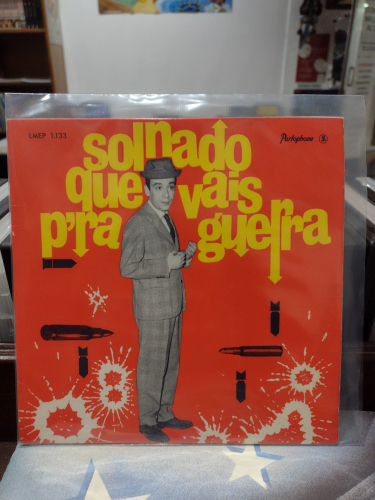 LMEP 1.133
Parlophone
solnado
que vais
p'ra guerra